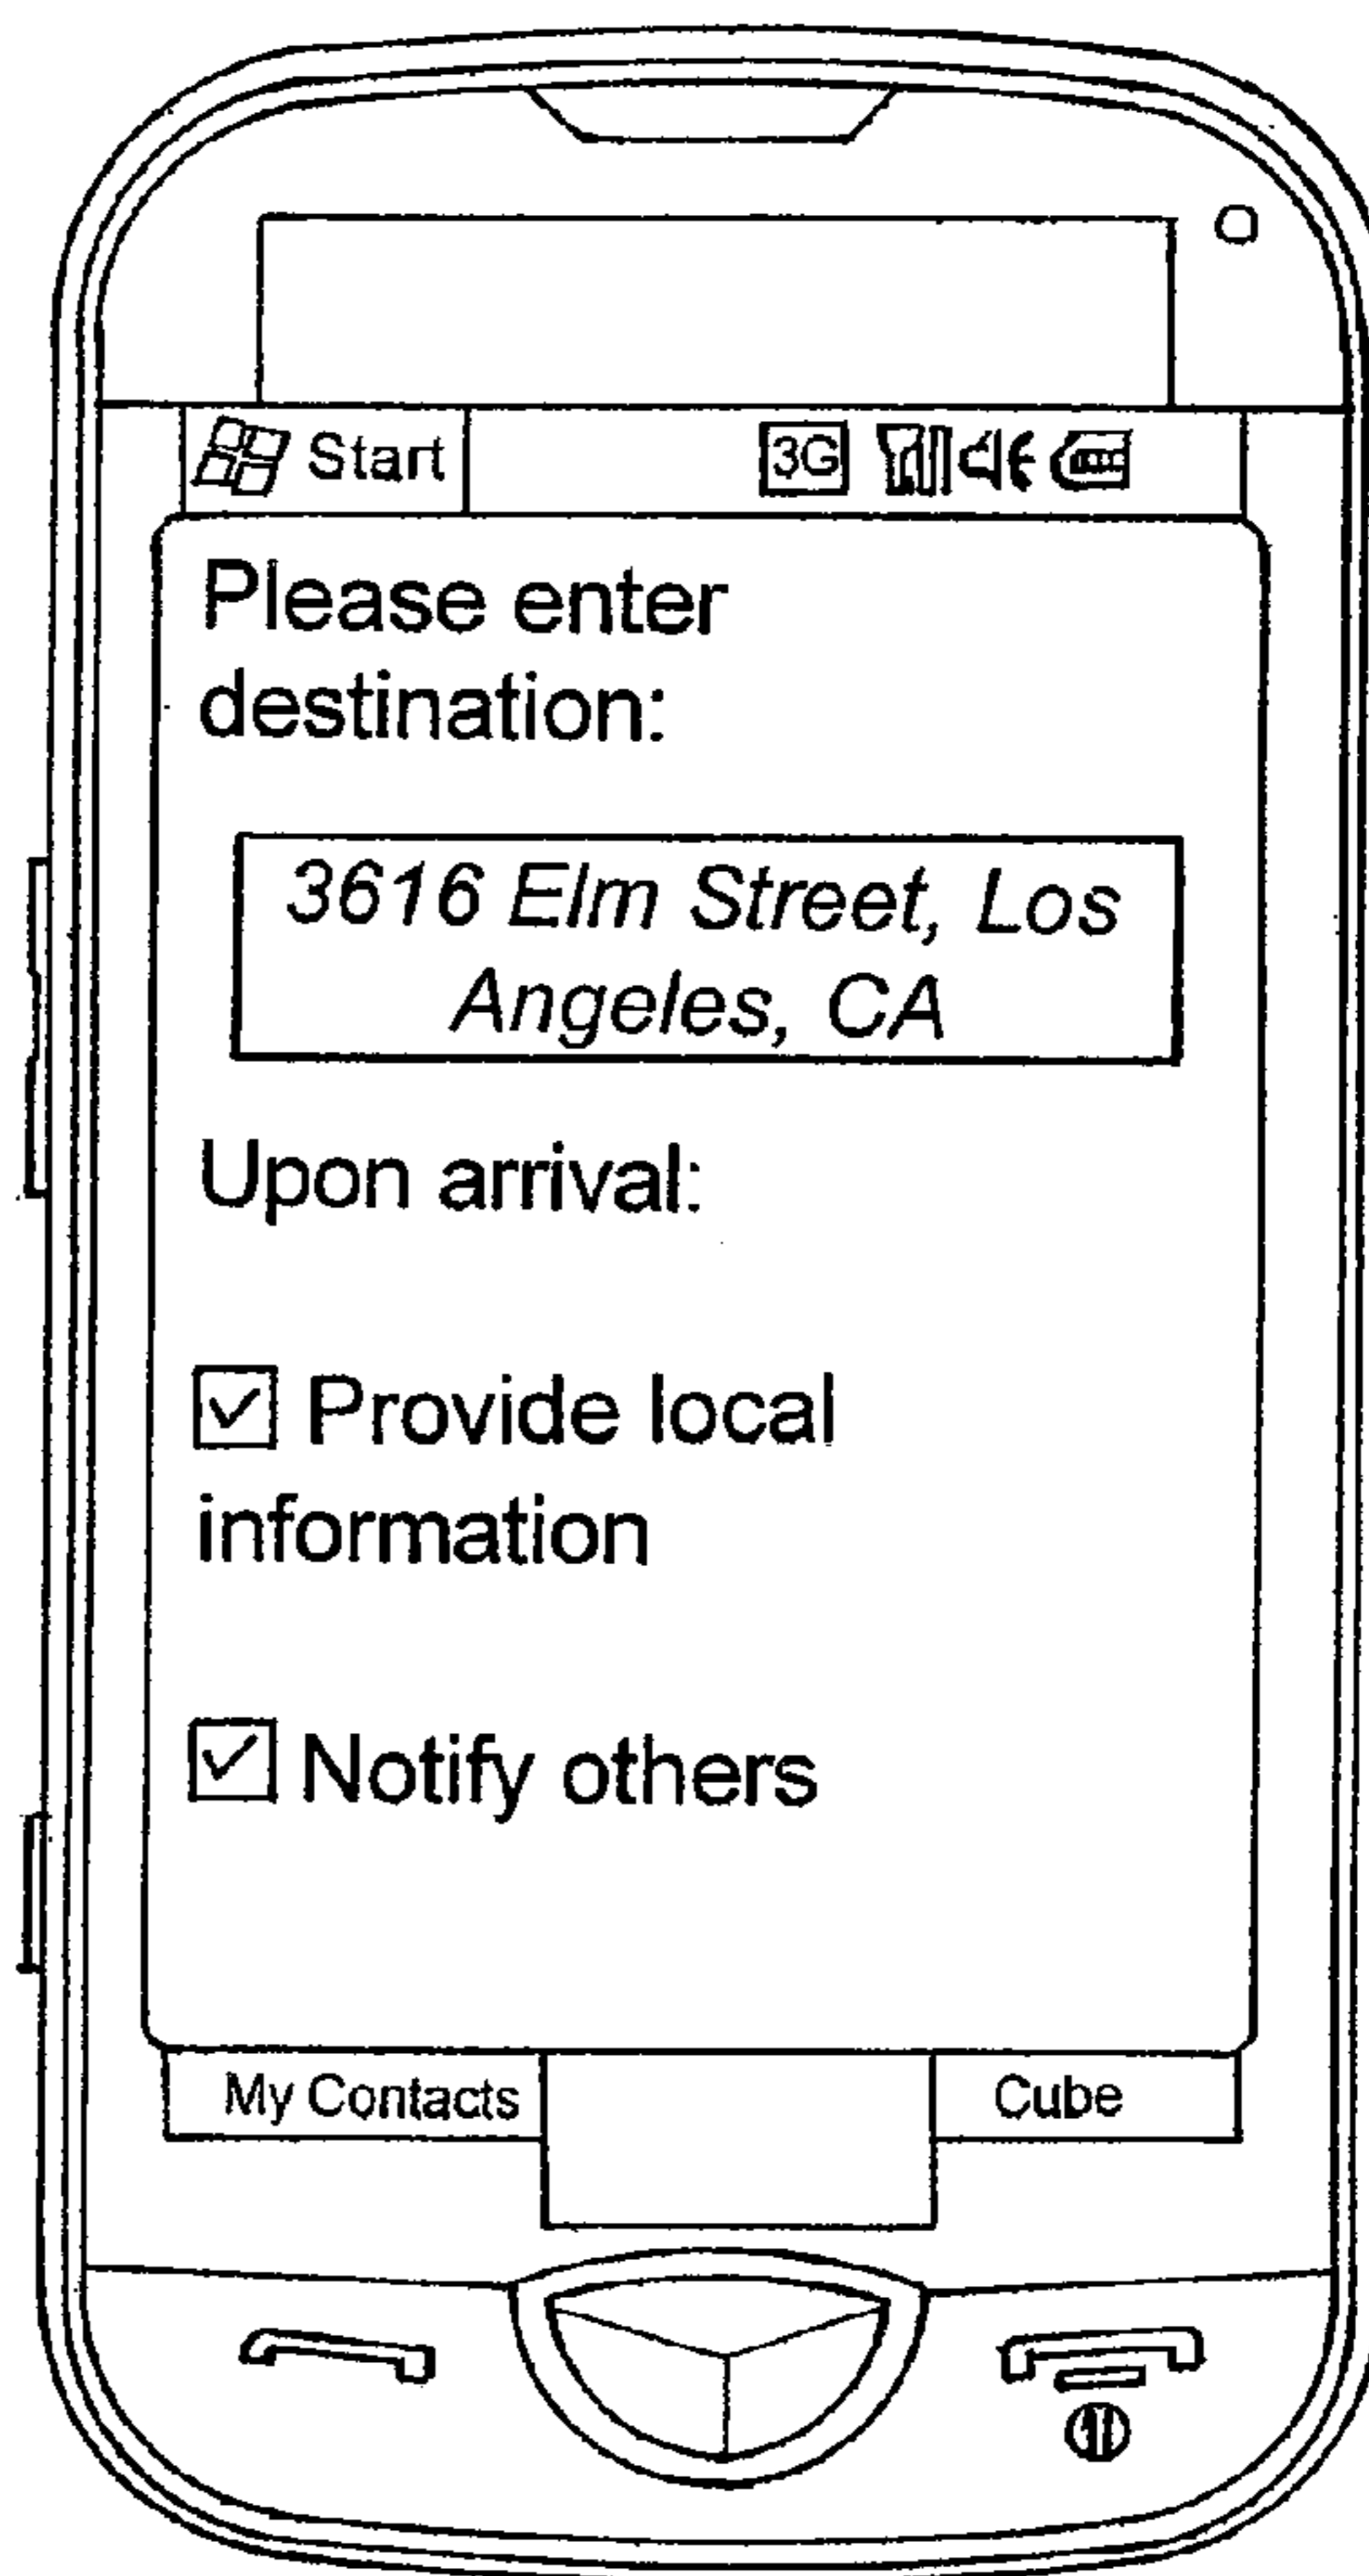 Start 3G
Please enter
destination:
3616 Elm Street, Los
Angeles, CA
Upon arrival:
Provide local
information
Notify others
My Contacts Cube